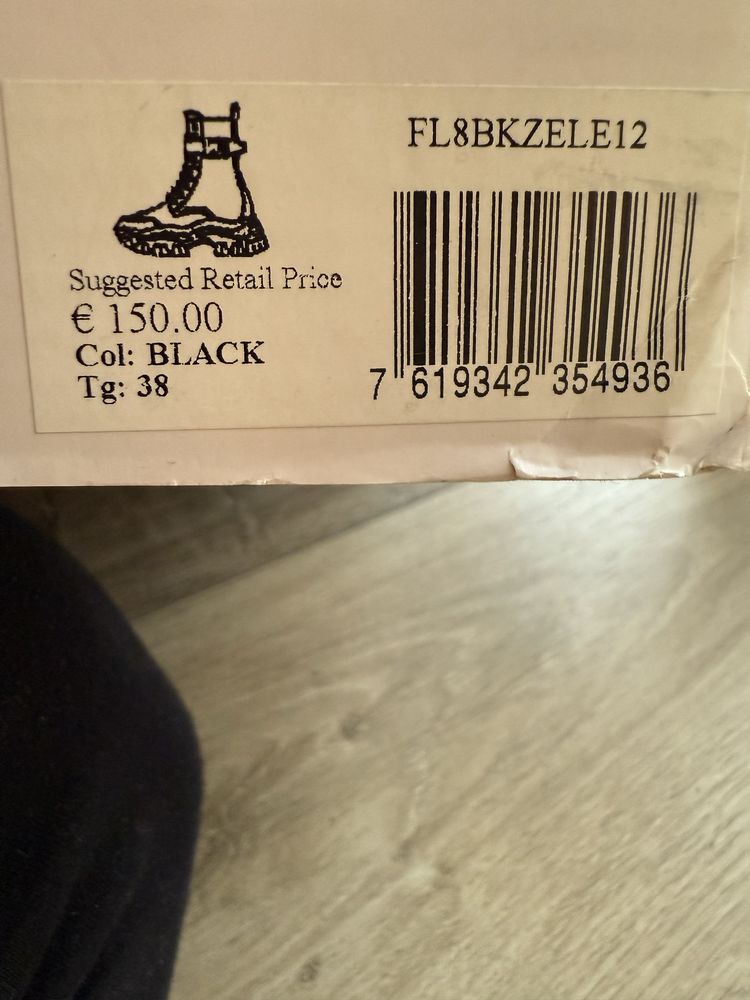 FL8BKZELE12
Suggested Retail Price
€ 150.00
Col: BLACK
Tg: 38
7 619342 354936